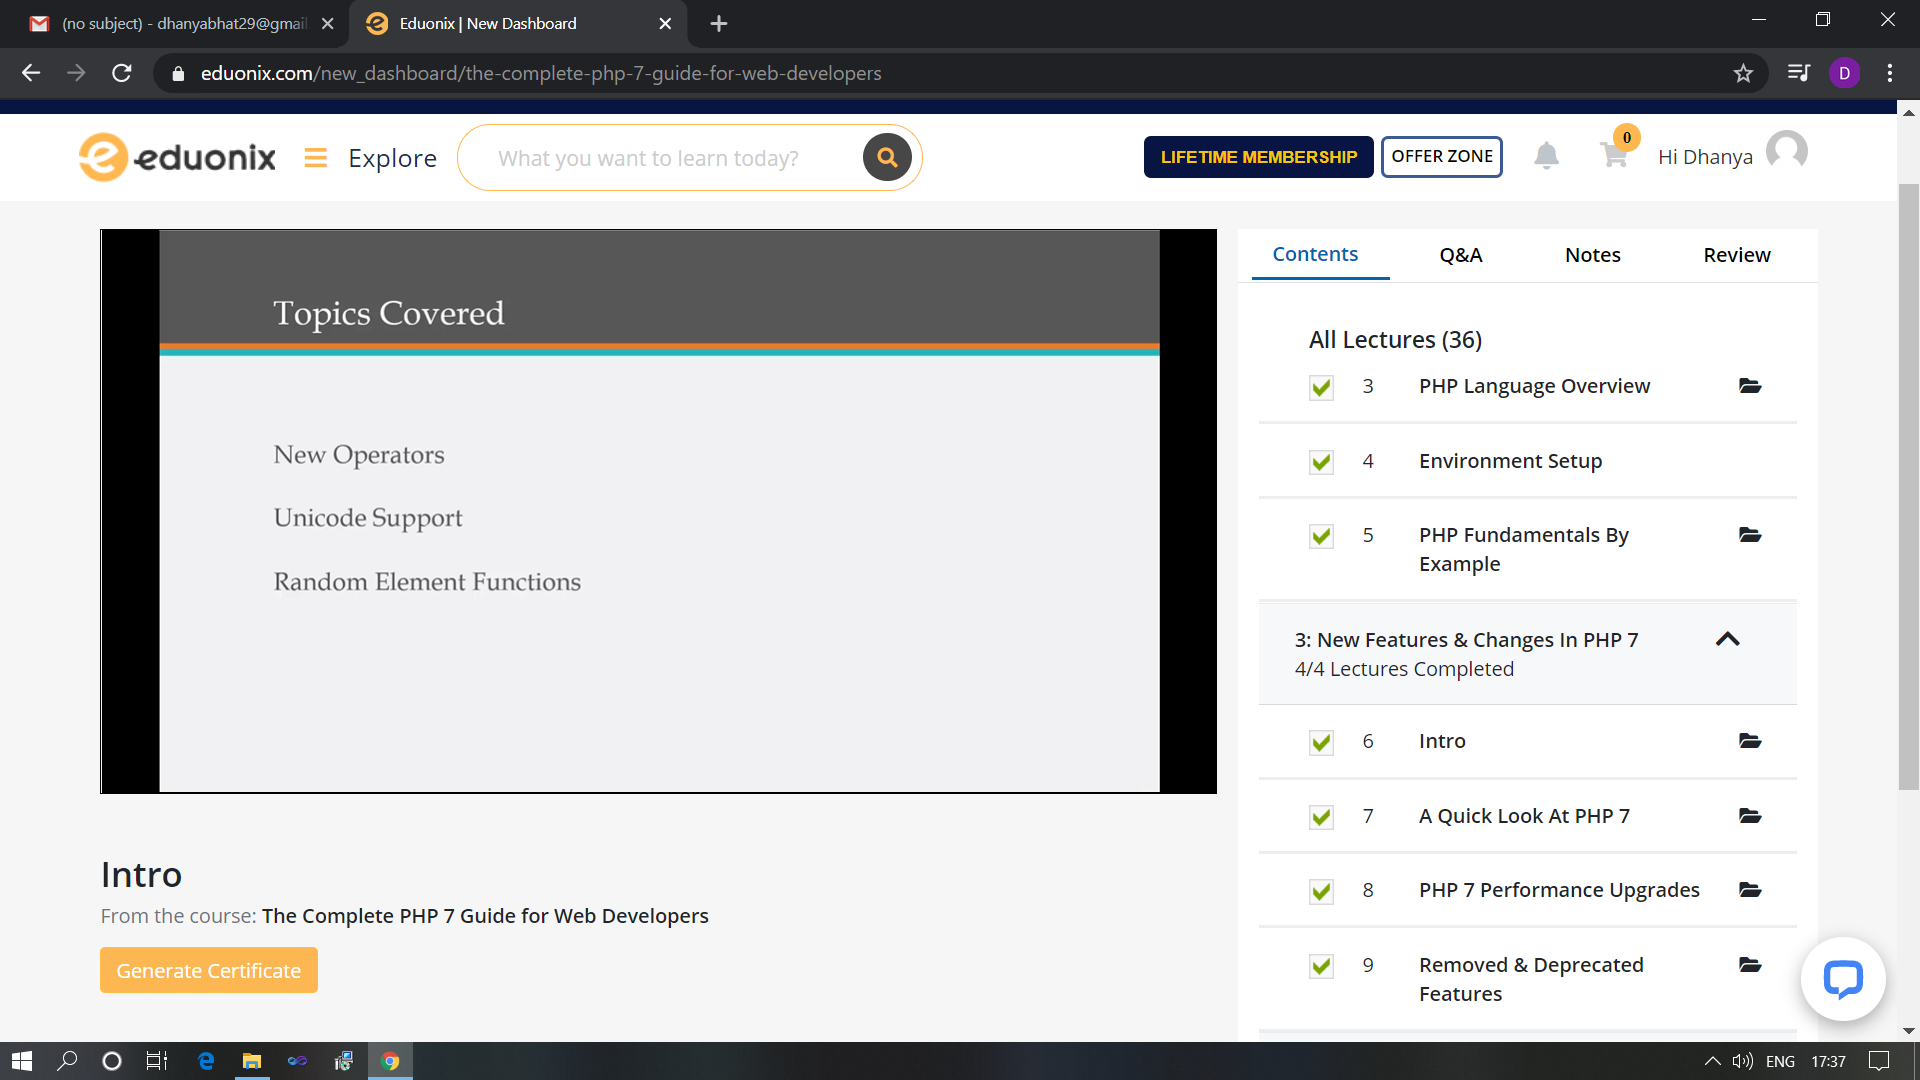 (no subject) - dhanyabhat29@gmail
Eduonix | New Dashboard
eduonix.com/new_dashboard/the-complete-php-7-guide-for-web-developers
D
eduonix
Explore
What you want to learn today?
LIFETIME MEMBERSHIP
OFFER ZONE
0
Hi Dhanya
Topics Covered
New Operators
Unicode Support
Random Element Functions
Intro
From the course: The Complete PHP 7 Guide for Web Developers
Generate Certificate
Contents
Q&A
Notes
Review
All Lectures (36)
3 PHP Language Overview
4 Environment Setup
5 PHP Fundamentals By
Example
3: New Features & Changes In PHP 7
4/4 Lectures Completed
6 Intro
7 A Quick Look At PHP 7
8 PHP 7 Performance Upgrades
9 Removed & Deprecated
Features
ENG
17:37